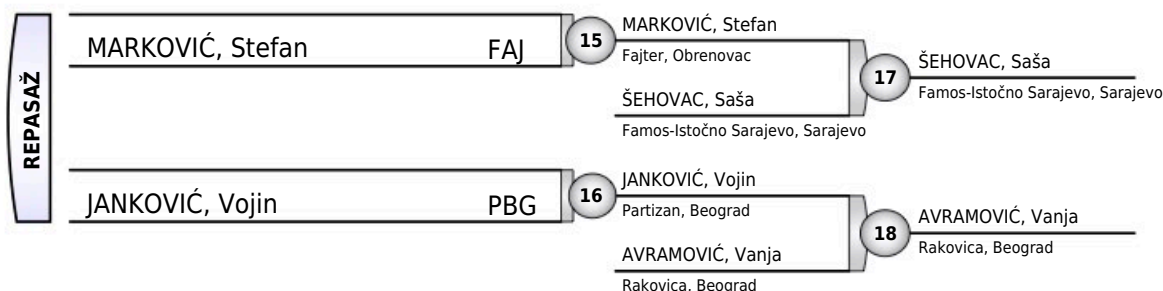 REPASAŽ
MARKOVIĆ, Stefan FAJ
15
MARKOVIĆ, Stefan
Fajter, Obrenovac
ŠEHOVAC, Saša
Famos-Istočno Sarajevo, Sarajevo
17
ŠEHOVAC, Saša
Famos-Istočno Sarajevo, Sarajevo
JANKOVIĆ, Vojin PBG
16
JANKOVIĆ, Vojin
Partizan, Beograd
AVRAMOVIĆ, Vanja
Rakovica, Beograd
18
AVRAMOVIĆ, Vanja
Rakovica, Beograd